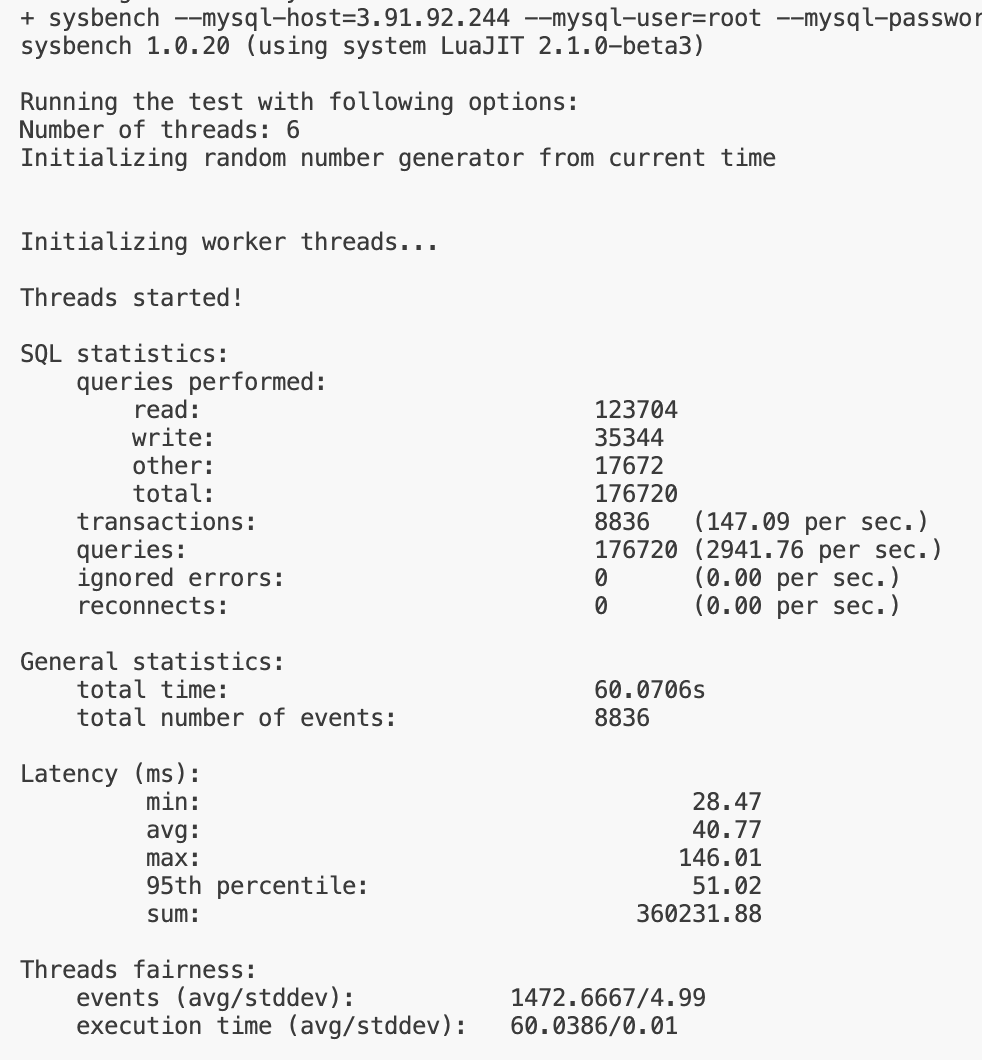 + sysbench --mysql-host=3.91.92.244 --mysql-user=root --mysql-passwor
sysbench 1.0.20 (using system LuaJIT 2.1.0-beta3)
Running the test with following options:
Number of threads: 6
Initializing random number generator from current time
Initializing worker threads...
Threads started!
SQL statistics:
    queries performed:
        read:                            123704
        write:                           35344
        other:                           17672
        total:                           176720
    transactions:                        8836   (147.09 per sec.)
    queries:                             176720 (2941.76 per sec.)
    ignored errors:                      0      (0.00 per sec.)
    reconnects:                          0      (0.00 per sec.)
General statistics:
    total time:                          60.0706s
    total number of events:              8836
Latency (ms):
         min:                                   28.47
         avg:                                   40.77
         max:                                  146.01
         95th percentile:                       51.02
         sum:                               360231.88
Threads fairness:
    events (avg/stddev):           1472.6667/4.99
    execution time (avg/stddev):   60.0386/0.01